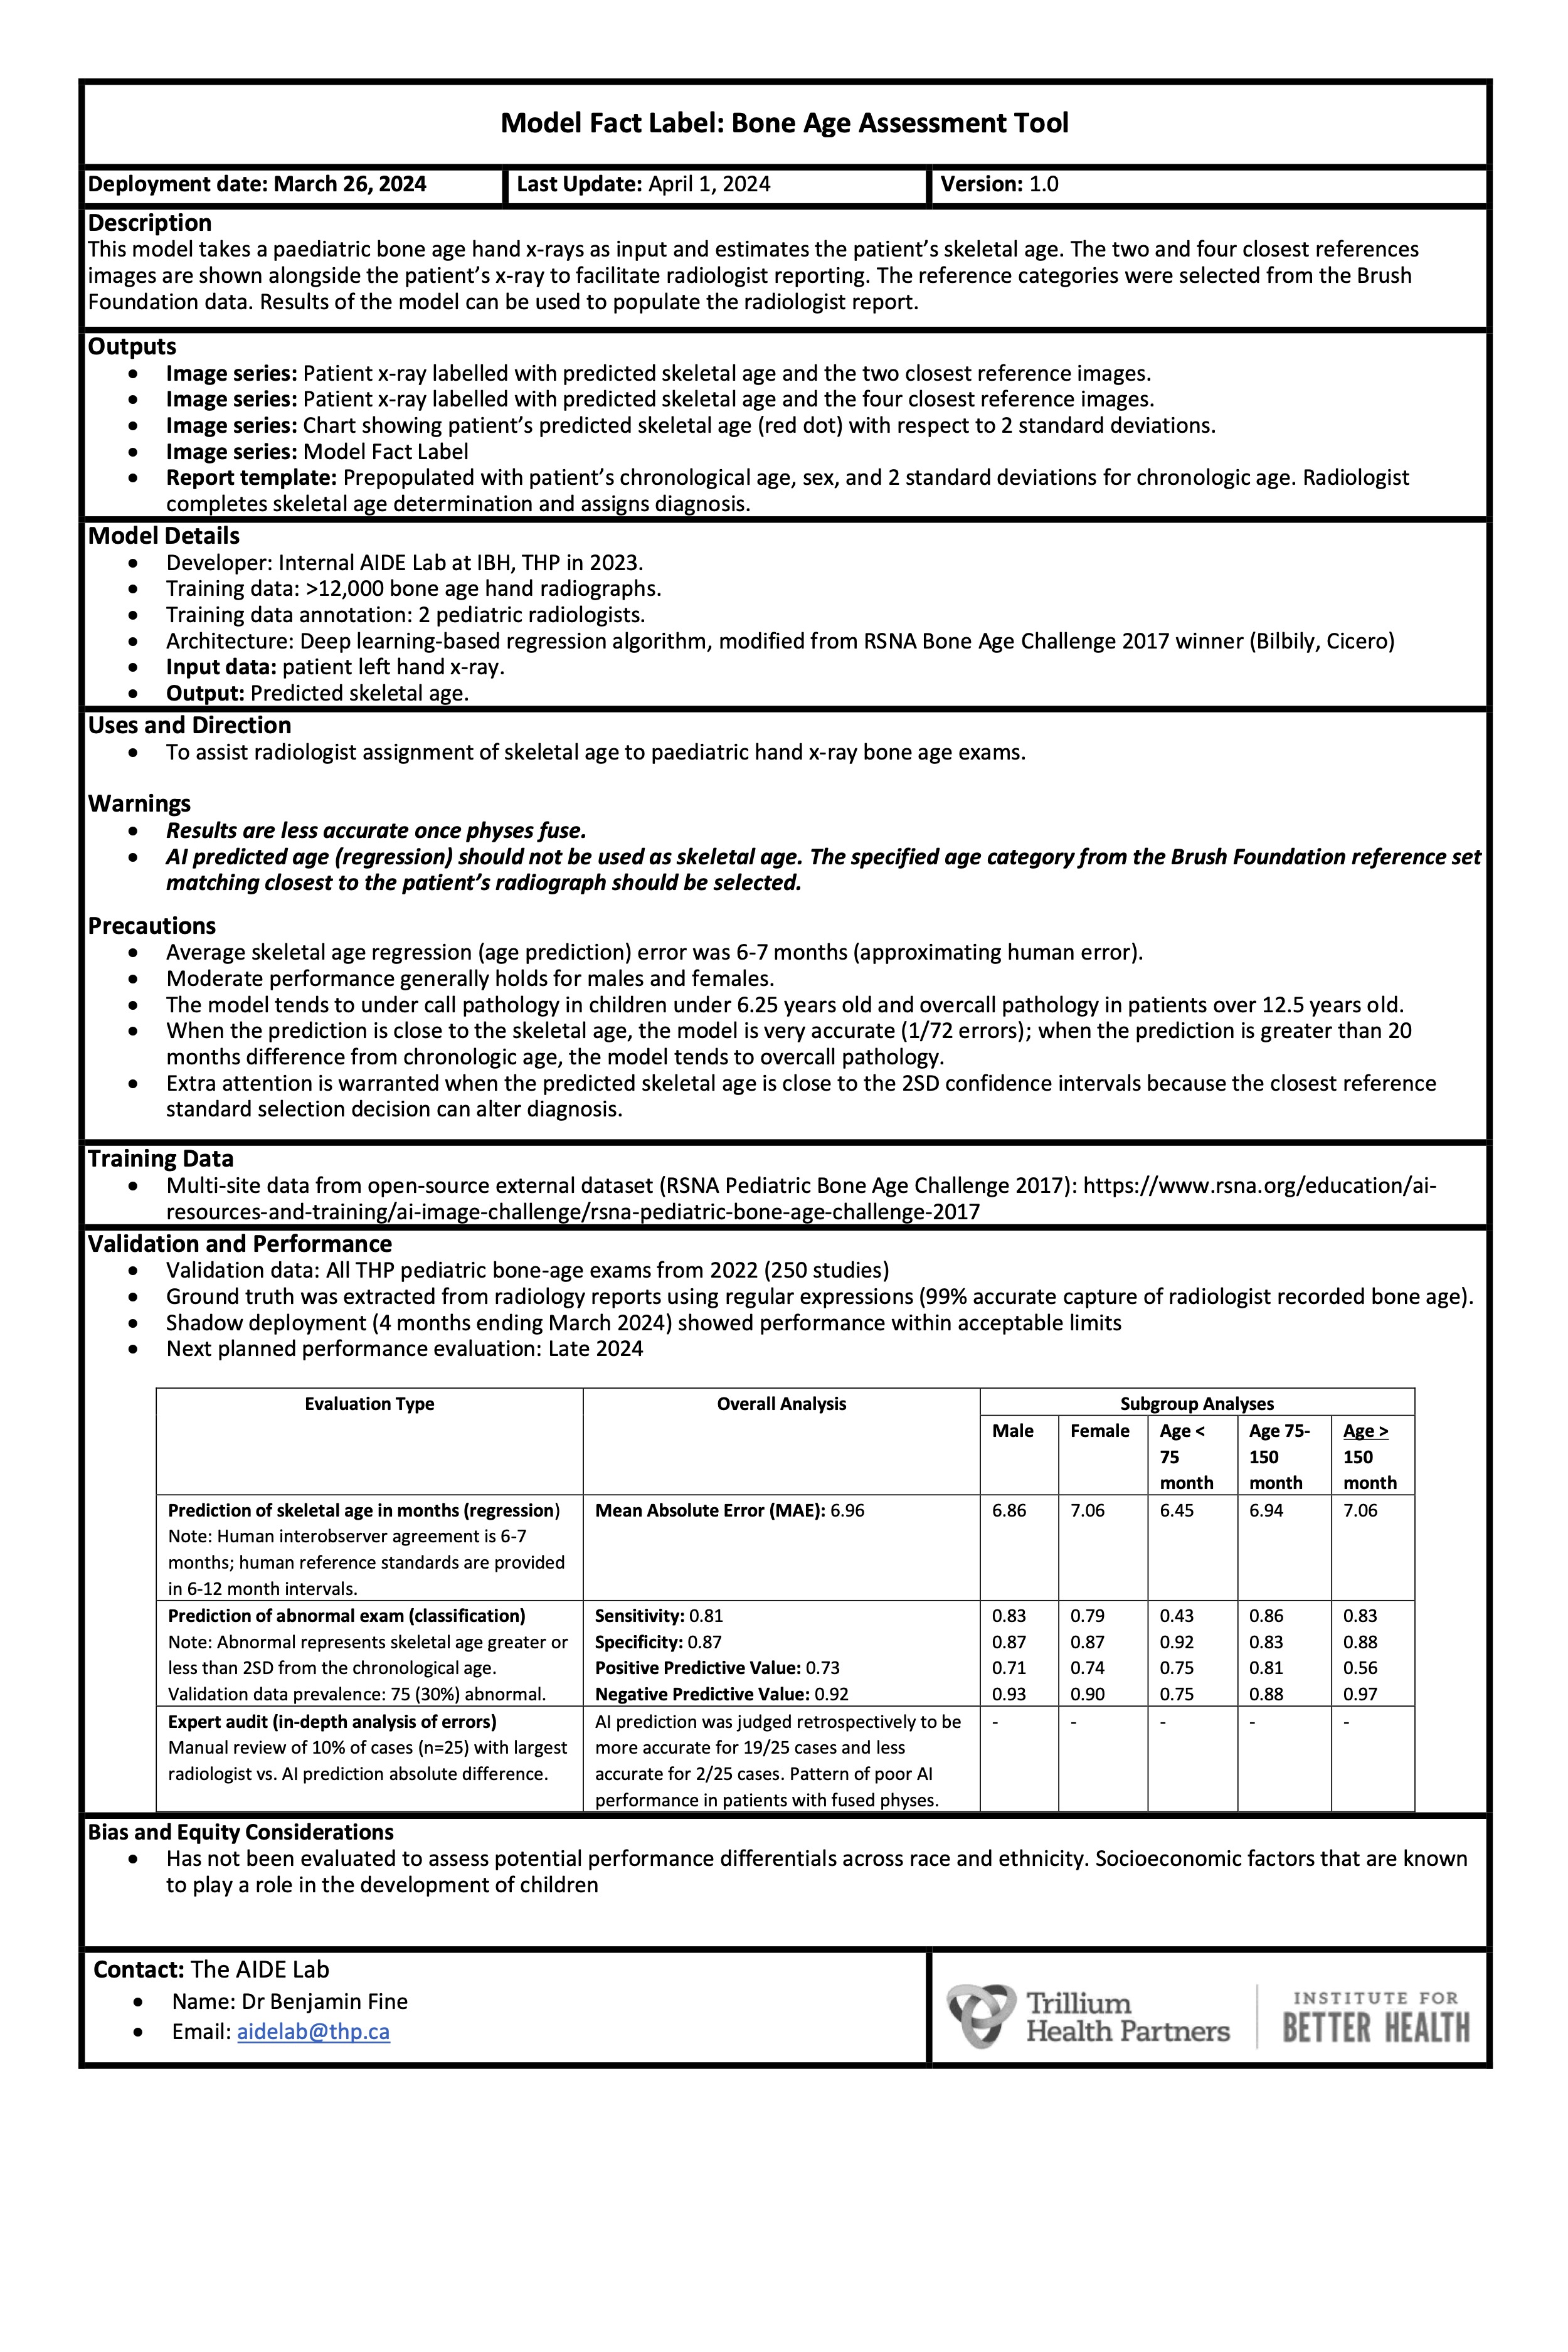 Model Fact Label: Bone Age Assessment Tool
Deployment date: March 26, 2024
Last Update: April 1, 2024
Version: 1.0
Description
This model takes a paediatric bone age hand x-rays as input and estimates the patient's skeletal age. The two and four closest references
images are shown alongside the patient's x-ray to facilitate radiologist reporting. The reference categories were selected from the Brush
Foundation data. Results of the model can be used to populate the radiologist report.
Outputs
• Image series: Patient x-ray labelled with predicted skeletal age and the two closest reference images.
• Image series: Patient x-ray labelled with predicted skeletal age and the four closest reference images.
• Image series: Chart showing patient's predicted skeletal age (red dot) with respect to 2 standard deviations.
• Image series: Model Fact Label
• Report template: Prepopulated with patient's chronological age, sex, and 2 standard deviations for chronologic age. Radiologist
completes skeletal age determination and assigns diagnosis.
Model Details
• Developer: Internal AIDE Lab at IBH, THP in 2023.
• Training data: >12,000 bone age hand radiographs.
• Training data annotation: 2 pediatric radiologists.
• Architecture: Deep learning-based regression algorithm, modified from RSNA Bone Age Challenge 2017 winner (Bilbily, Cicero)
• Input data: patient left hand x-ray.
• Output: Predicted skeletal age.
Uses and Direction
• To assist radiologist assignment of skeletal age to paediatric hand x-ray bone age exams.
Warnings
• Results are less accurate once physes fuse.
• AI predicted age (regression) should not be used as skeletal age. The specified age category from the Brush Foundation reference set
matching closest to the patient's radiograph should be selected.
Precautions
• Average skeletal age regression (age prediction) error was 6-7 months (approximating human error).
• Moderate performance generally holds for males and females.
• The model tends to under call pathology in children under 6.25 years old and overcall pathology in patients over 12.5 years old.
• When the prediction is close to the skeletal age, the model is very accurate (1/72 errors); when the prediction is greater than 20
months difference from chronologic age, the model tends to overcall pathology.
• Extra attention is warranted when the predicted skeletal age is close to the 2SD confidence intervals because the closest reference
standard selection decision can alter diagnosis.
Training Data
• Multi-site data from open-source external dataset (RSNA Pediatric Bone Age Challenge 2017): https://www.rsna.org/education/ai-
resources-and-training/ai-image-challenge/rsna-pediatric-bone-age-challenge-2017
Validation and Performance
• Validation data: All THP pediatric bone-age exams from 2022 (250 studies)
• Ground truth was extracted from radiology reports using regular expressions (99% accurate capture of radiologist recorded bone age).
• Shadow deployment (4 months ending March 2024) showed performance within acceptable limits
• Next planned performance evaluation: Late 2024
Evaluation Type
Overall Analysis
Subgroup Analyses
Male
Female
Age <
75
month
Age 75-
150
month
Age >
150
month
Prediction of skeletal age in months (regression)
Note: Human interobserver agreement is 6-7
months; human reference standards are provided
in 6-12 month intervals.
Mean Absolute Error (MAE): 6.96
6.86
7.06
6.45
6.94
7.06
Prediction of abnormal exam (classification)
Note: Abnormal represents skeletal age greater or
less than 2SD from the chronological age.
Validation data prevalence: 75 (30%) abnormal.
Sensitivity: 0.81
Specificity: 0.87
Positive Predictive Value: 0.73
Negative Predictive Value: 0.92
0.83
0.87
0.71
0.93
0.79
0.87
0.74
0.90
0.43
0.92
0.75
0.75
0.86
0.83
0.81
0.88
0.83
0.88
0.56
0.97
Expert audit (in-depth analysis of errors)
Manual review of 10% of cases (n=25) with largest
radiologist vs. AI prediction absolute difference.
AI prediction was judged retrospectively to be
more accurate for 19/25 cases and less
accurate for 2/25 cases. Pattern of poor AI
performance in patients with fused physes.
-
-
-
-
-
Bias and Equity Considerations
• Has not been evaluated to assess potential performance differentials across race and ethnicity. Socioeconomic factors that are known
to play a role in the development of children
Contact: The AIDE Lab
• Name: Dr Benjamin Fine
• Email: aidelab@thp.ca
Trillium
Health Partners
INSTITUTE FOR
BETTER HEALTH